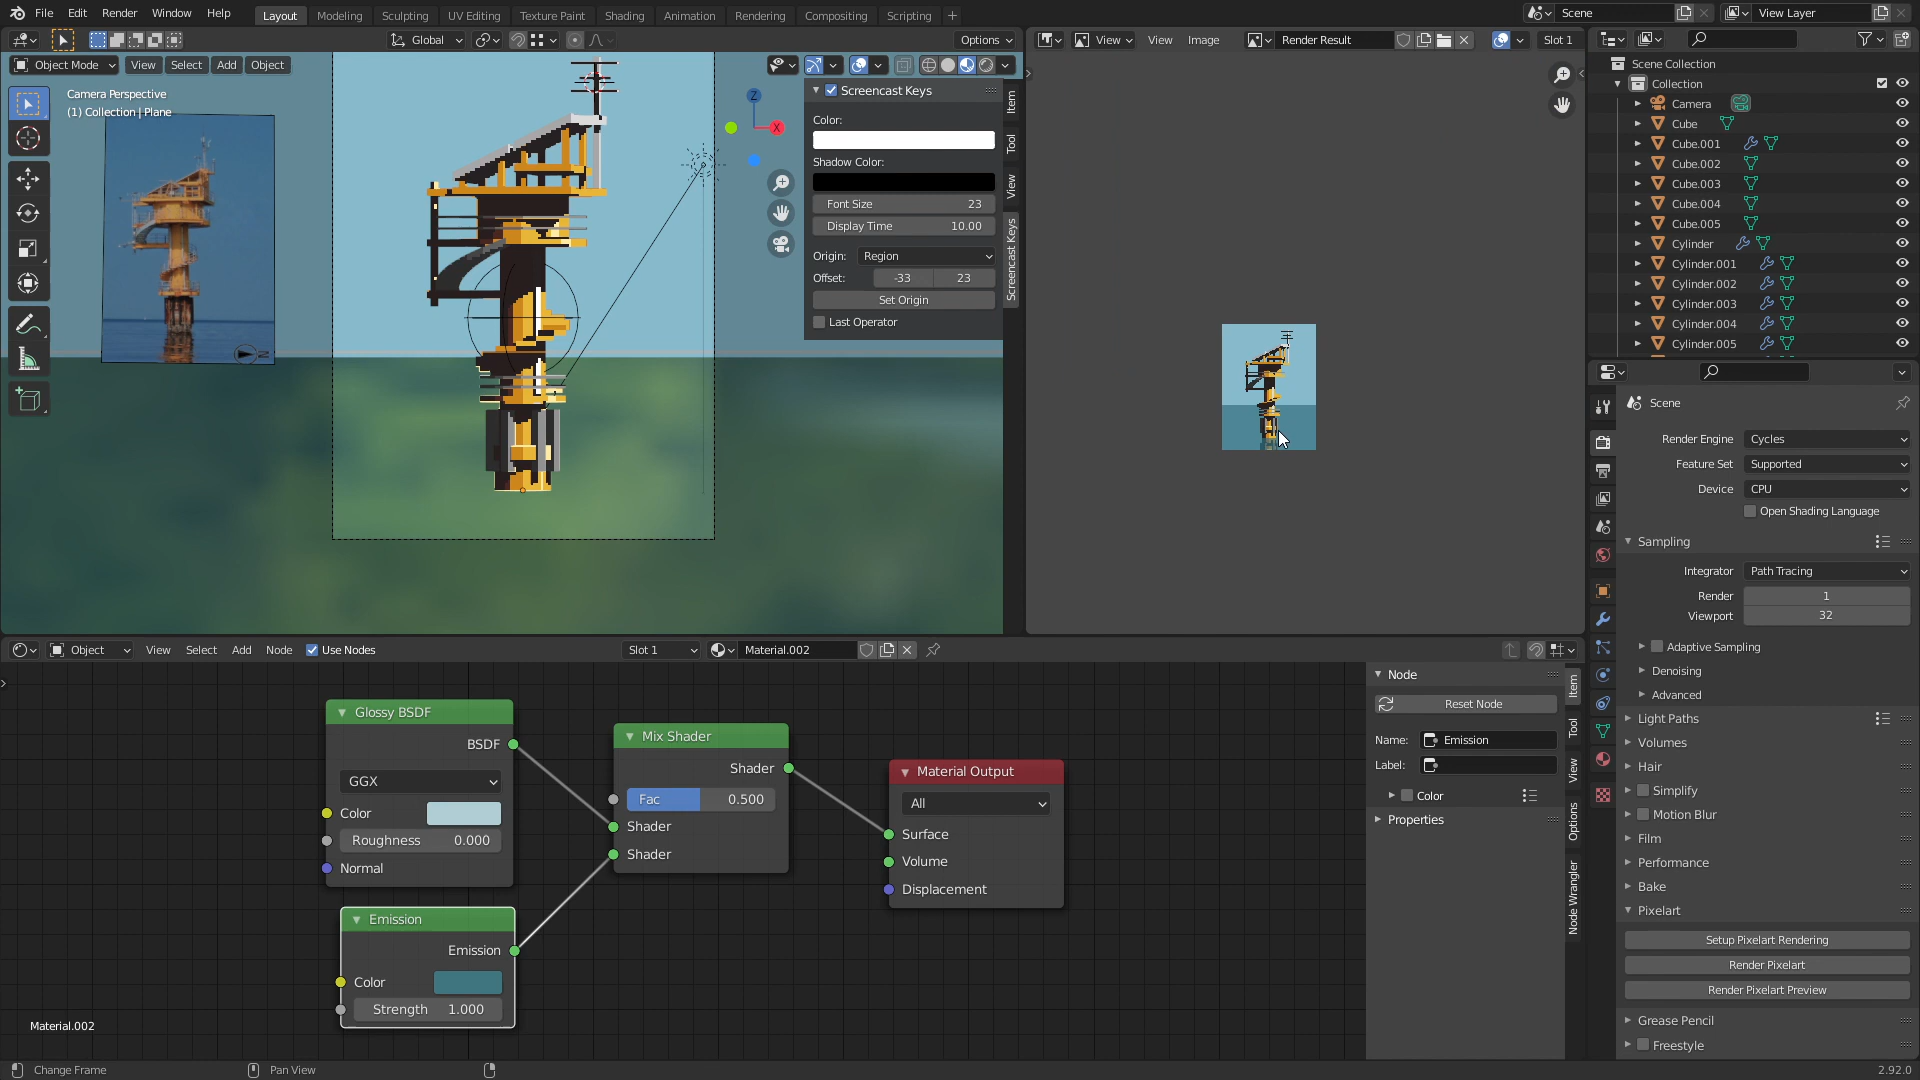 File Edit Render Window Help Layout Modeling Sculpting UV Editing Texture Paint Shading Animation Rendering Compositing Scripting + Scene View Layer
Global Options View View Image Render Result Slot 1
Object Mode View Select Add Object
Camera Perspective
(1) Collection | Plane
Z
X
N
Screencast Keys
Color:
Shadow Color:
Font Size 23
Display Time 10.00
Origin: Region
Offset: -33 23
Set Origin
Last Operator
Item
Tool
View
Screencast Keys
Scene Collection
Collection
Camera
Cube
Cube.001
Cube.002
Cube.003
Cube.004
Cube.005
Cylinder
Cylinder.001
Cylinder.002
Cylinder.003
Cylinder.004
Cylinder.005
Scene
Render Engine Cycles
Feature Set Supported
Device CPU
Open Shading Language
Sampling
Integrator Path Tracing
Render 1
Viewport 32
Adaptive Sampling
Denoising
Advanced
Light Paths
Volumes
Hair
Simplify
Motion Blur
Film
Performance
Bake
Pixelart
Setup Pixelart Rendering
Render Pixelart
Render Pixelart Preview
Grease Pencil
Freestyle
Object View Select Add Node Use Nodes Slot 1 Material.002
Glossy BSDF
BSDF
GGX
Color
Roughness 0.000
Normal
Emission
Emission
Color
Strength 1.000
Mix Shader
Shader
Fac 0.500
Shader
Shader
Material Output
All
Surface
Volume
Displacement
Node
Reset Node
Name: Emission
Label:
Color
Properties
Item
Tool
View
Options
Node Wrangler
Material.002
Change Frame Pan View 2.92.0